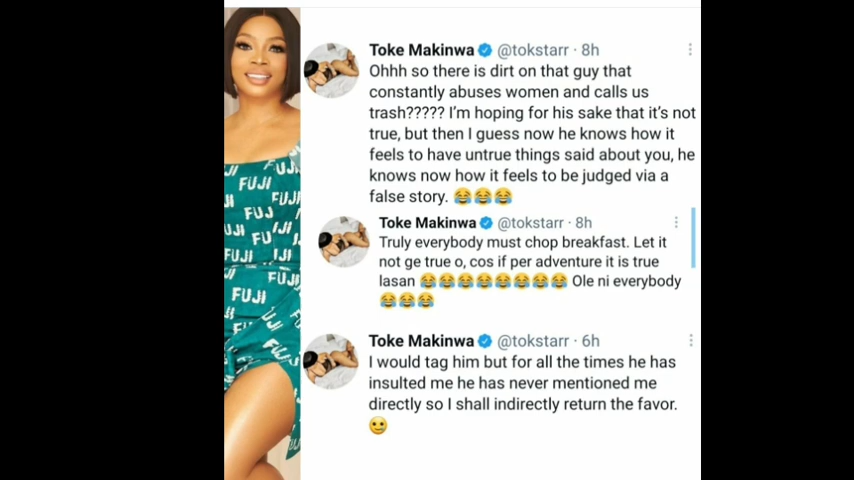 Toke Makinwa @tokstarr · 8h
Ohhh so there is dirt on that guy that
constantly abuses women and calls us
trash????? I'm hoping for his sake that it's not
true, but then I guess now he knows how it
feels to have untrue things said about you, he
knows now how it feels to be judged via a
false story. 😂😂😂
Toke Makinwa @tokstarr · 8h
Truly everybody must chop breakfast. Let it
not ge true o, cos if per adventure it is true
lasan 😂😂😂😂😂😂😂😂 Ole ni everybody
😂😂😂
Toke Makinwa @tokstarr · 6h
I would tag him but for all the times he has
insulted me he has never mentioned me
directly so I shall indirectly return the favor.
🙂
FUJI
FUJI
FUJ
FUJI
FUJI
FUJI
FUJI